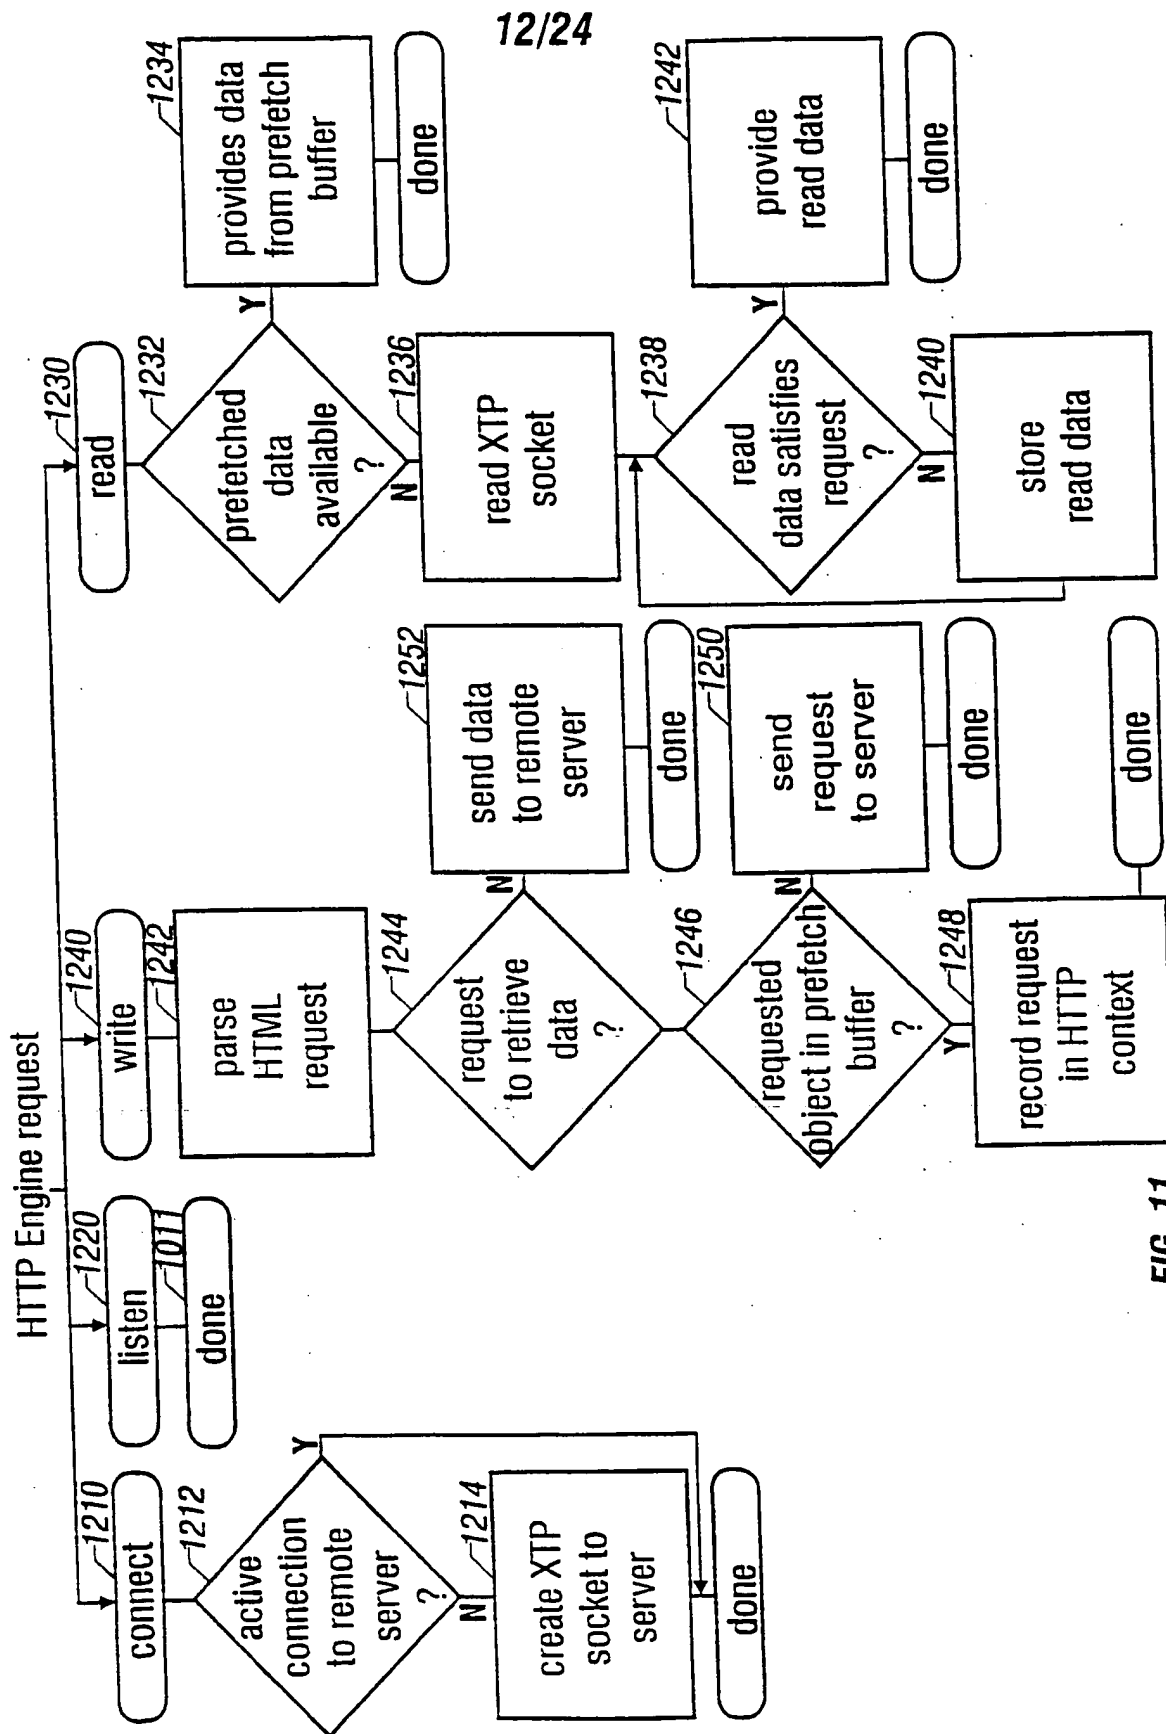 12/24
HTTP Engine request
1210
connect
1212
active
connection
to remote
server
?
Y
N
1214
create XTP
socket to
server
done
1220
listen
1011
done
1240
write
1242
parse
HTML
request
1244
request
to retrieve
data
?
N
1252
send data
to remote
server
done
1246
requested
object in prefetch
buffer
?
N
1250
send
request
to server
done
Y
1248
record request
in HTTP
context
done
1230
read
1232
prefetched
data
available
?
Y
1234
provides data
from prefetch
buffer
done
N
1236
read XTP
socket
1238
read
data satisfies
request
?
Y
1242
provide
read data
done
N
1240
store
read data
FIG. 11